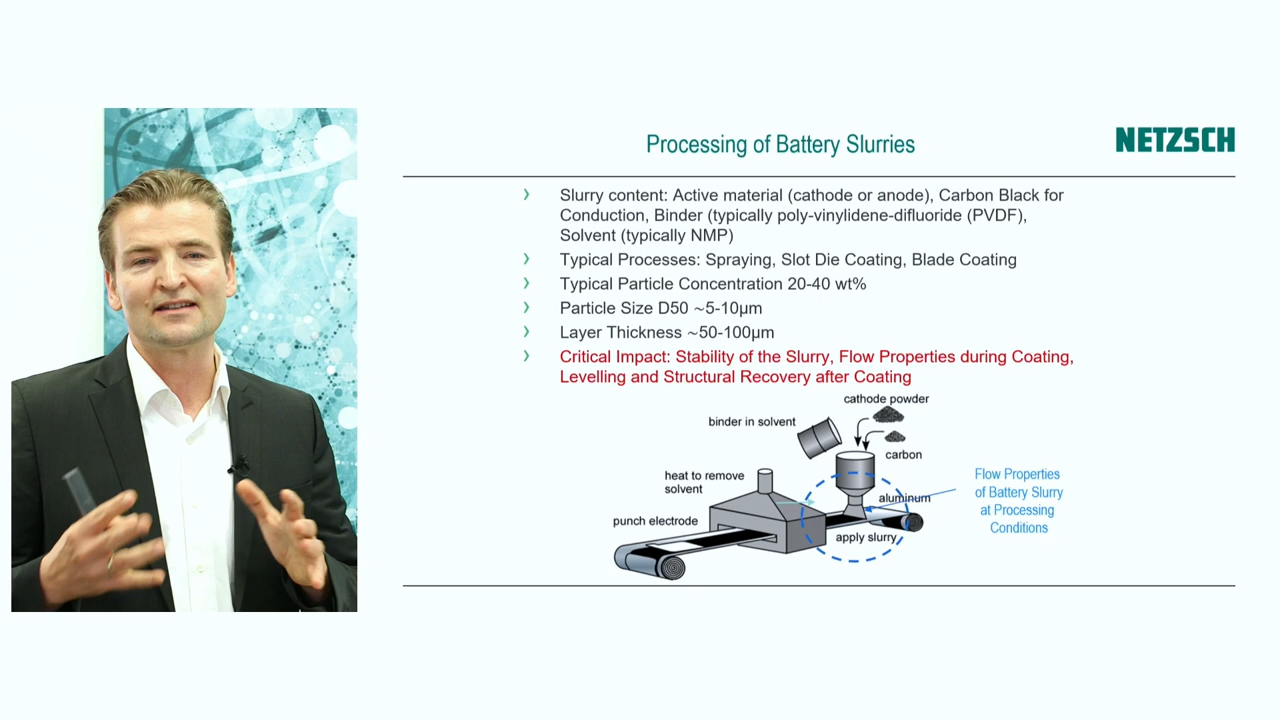 Processing of Battery Slurries
NETZSCH
Slurry content: Active material (cathode or anode), Carbon Black for
Conduction, Binder (typically poly-vinylidene-difluoride (PVDF),
Solvent (typically NMP)
Typical Processes: Spraying, Slot Die Coating, Blade Coating
Typical Particle Concentration 20-40 wt%
Particle Size D50 ~5-10µm
Layer Thickness ~50-100µm
Critical Impact: Stability of the Slurry, Flow Properties during Coating,
Levelling and Structural Recovery after Coating
cathode powder
binder in solvent
carbon
heat to remove
solvent
aluminum
punch electrode
apply slurry
Flow Properties
of Battery Slurry
at Processing
Conditions